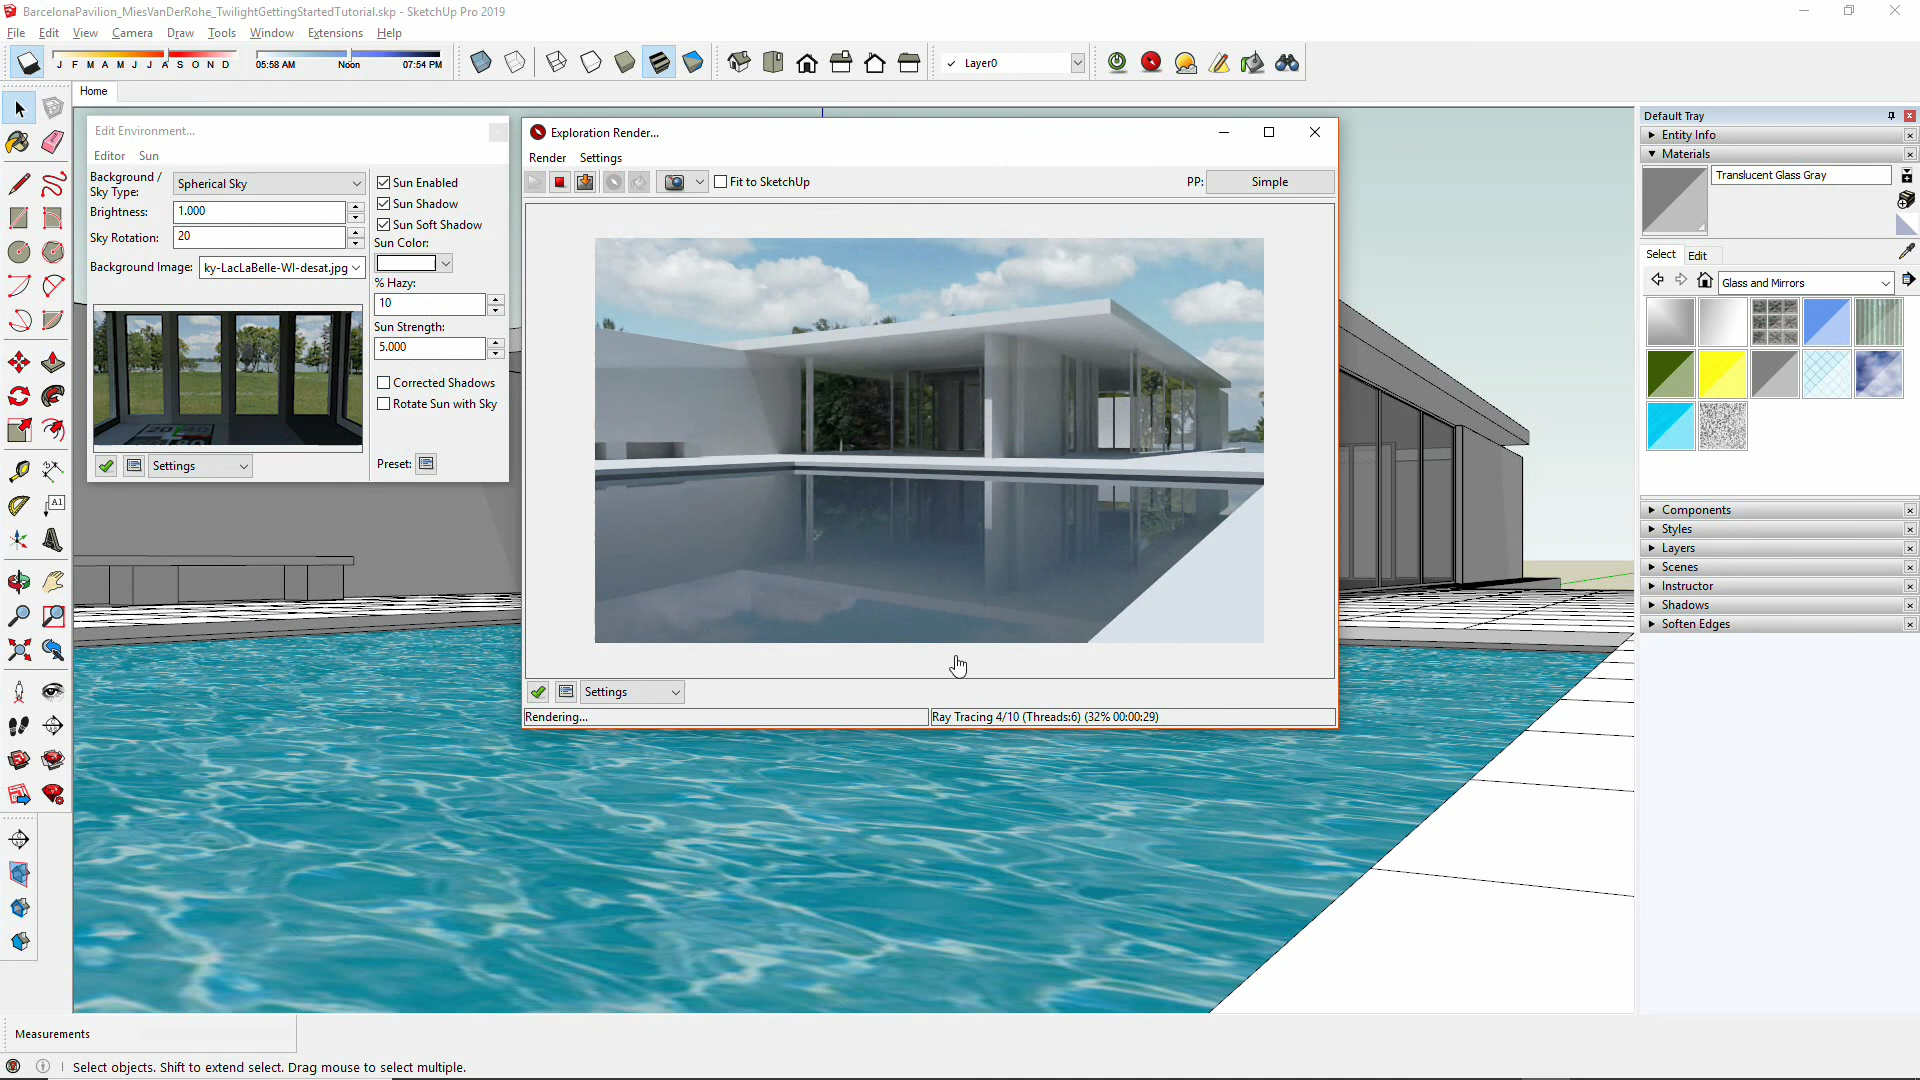 BarcelonaPavilion_MiesVanDerRohe_TwilightGettingStartedTutorial.skp - SketchUp Pro 2019
File Edit View Camera Draw Tools Window Extensions Help
J F M A M J J A S O N D
05:58 AM Noon 07:54 PM
Layer0
Home
Edit Environment...
Editor Sun
Background / Sky Type: Spherical Sky
Brightness: 1.000
Sky Rotation: 20
Background Image: ky-LacLaBelle-WI-desat.jpg
Settings
Sun Enabled
Sun Shadow
Sun Soft Shadow
Sun Color:
% Hazy:
10
Sun Strength:
5.000
Corrected Shadows
Rotate Sun with Sky
Preset:
Exploration Render...
Render Settings
Fit to SketchUp
PP: Simple
Settings
Rendering...
Ray Tracing 4/10 (Threads:6) (32% 00:00:29)
Default Tray
Entity Info
Materials
Translucent Glass Gray
Select Edit
Glass and Mirrors
Components
Styles
Layers
Scenes
Instructor
Shadows
Soften Edges
Measurements
Select objects. Shift to extend select. Drag mouse to select multiple.